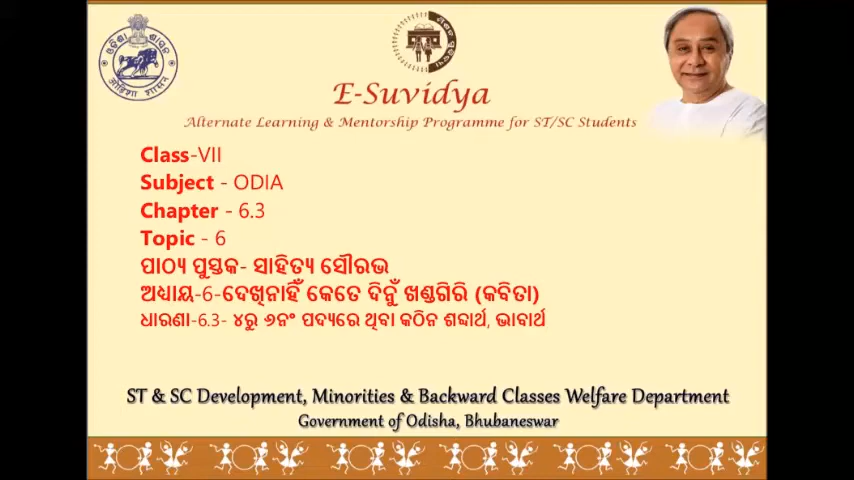 E-Suvidya
Alternate Learning & Mentorship Programme for ST/SC Students
Class-VII
Subject - ODIA
Chapter - 6.3
Topic - 6
ପାଠ୍ୟ ପୁସ୍ତକ- ସାହିତ୍ୟ ସୌରଭ
ଅଧ୍ୟାୟ-6-ଦେଖିନାହିଁ କେତେ ଦିନୁଁ ଖଣ୍ଡଗିରି (କବିତା)
ଧାରଣା-6.3- ୪ରୁ ୬ନଂ ପଦ୍ୟରେ ଥିବା କଠିନ ଶବ୍ଦାର୍ଥ, ଭାବାର୍ଥ
ST & SC Development, Minorities & Backward Classes Welfare Department
Government of Odisha, Bhubaneswar